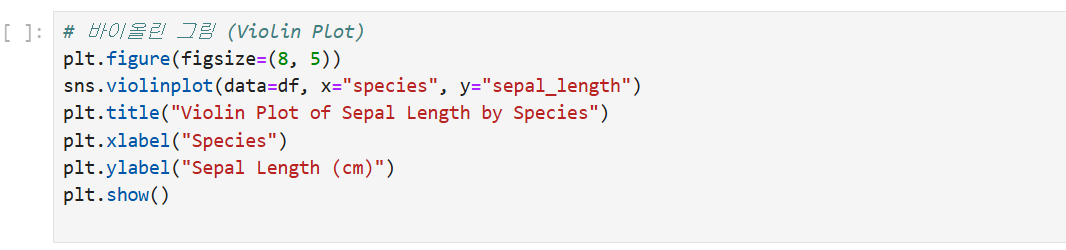 [ ]: # 바이올린 그림 (Violin Plot)
plt.figure(figsize=(8, 5))
sns.violinplot(data=df, x="species", y="sepal_length")
plt.title("Violin Plot of Sepal Length by Species")
plt.xlabel("Species")
plt.ylabel("Sepal Length (cm)")
plt.show()